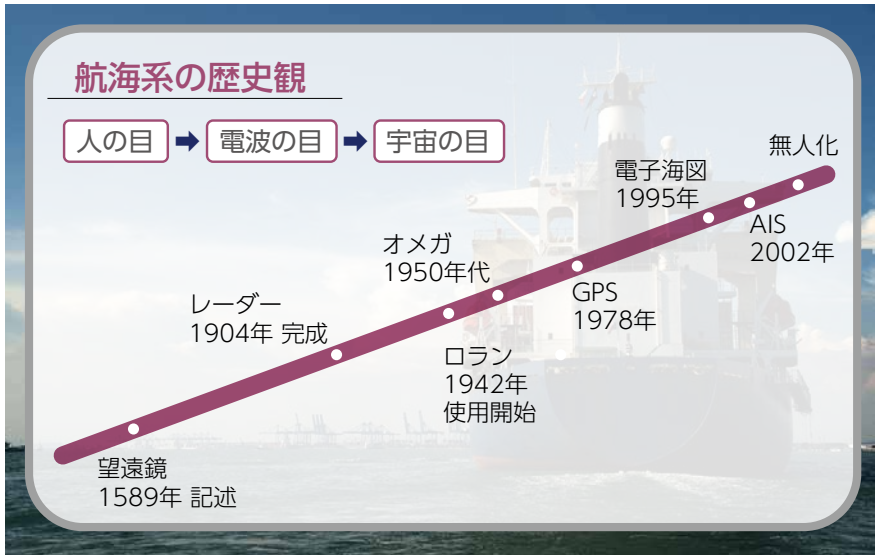 航海系の歴史観
人の目 ➡ 電波の目 ➡ 宇宙の目
無人化
電子海図
1995年
AIS
2002年
オメガ
1950年代
GPS
1978年
レーダー
1904年 完成
ロラン
1942年
使用開始
望遠鏡
1589年 記述